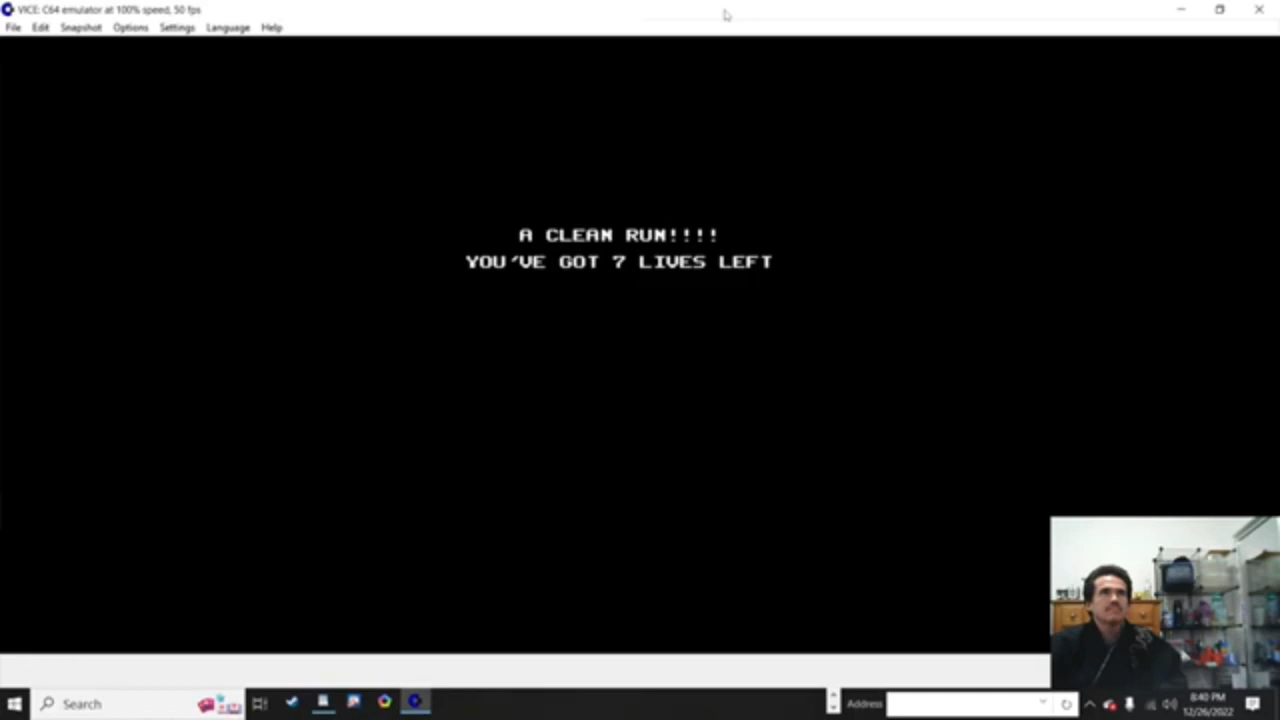 VICE: C64 emulator at 100% speed, 50 fps
File Edit Snapshot Options Settings Language Help
A CLEAN RUN!!!!
YOU'VE GOT 7 LIVES LEFT
Search
Address
8:40 PM
12/26/2022